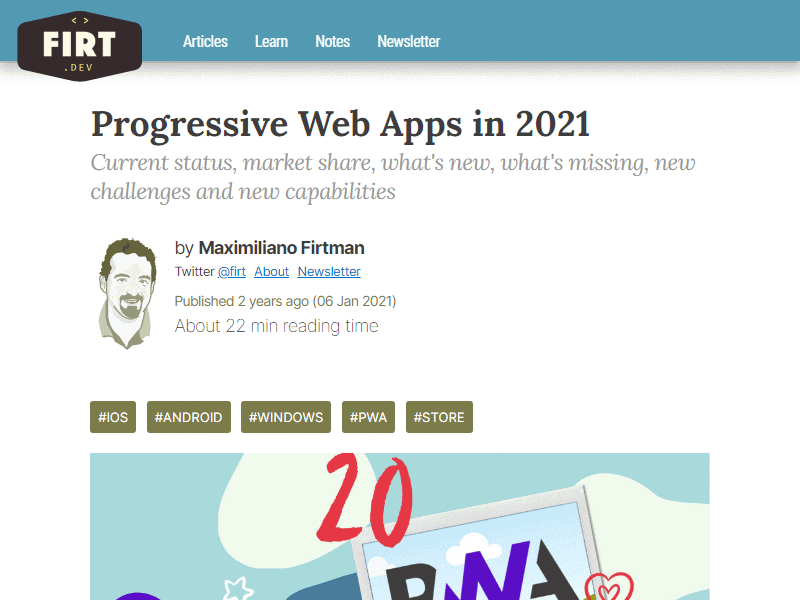 < >
FIRT
.DEV
Articles Learn Notes Newsletter
Progressive Web Apps in 2021
Current status, market share, what's new, what's missing, new
challenges and new capabilities
by Maximiliano Firtman
Twitter @firt About Newsletter
Published 2 years ago (06 Jan 2021)
About 22 min reading time
#IOS #ANDROID #WINDOWS #PWA #STORE
20
PWA